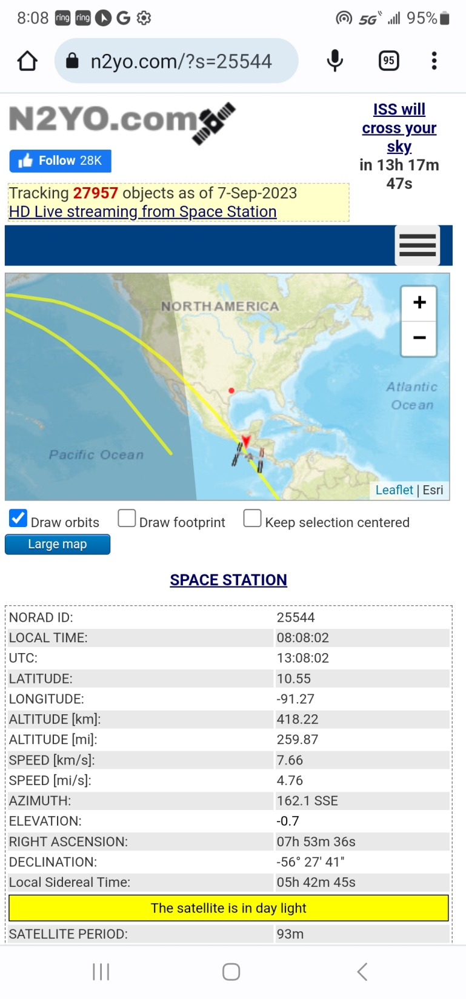 8:08 ring ring G 5G 95%
n2yo.com/?s=25544 95
N2YO.com
ISS will
cross your
sky
in 13h 17m
47s
Follow 28K
Tracking 27957 objects as of 7-Sep-2023
HD Live streaming from Space Station
NORTH AMERICA
+
−
Atlantic
Ocean
Pacific Ocean
Leaflet | Esri
Draw orbits Draw footprint Keep selection centered
Large map
SPACE STATION
NORAD ID: 25544
LOCAL TIME: 08:08:02
UTC: 13:08:02
LATITUDE: 10.55
LONGITUDE: -91.27
ALTITUDE [km]: 418.22
ALTITUDE [mi]: 259.87
SPEED [km/s]: 7.66
SPEED [mi/s]: 4.76
AZIMUTH: 162.1 SSE
ELEVATION: -0.7
RIGHT ASCENSION: 07h 53m 36s
DECLINATION: -56° 27' 41"
Local Sidereal Time: 05h 42m 45s
The satellite is in day light
SATELLITE PERIOD: 93m